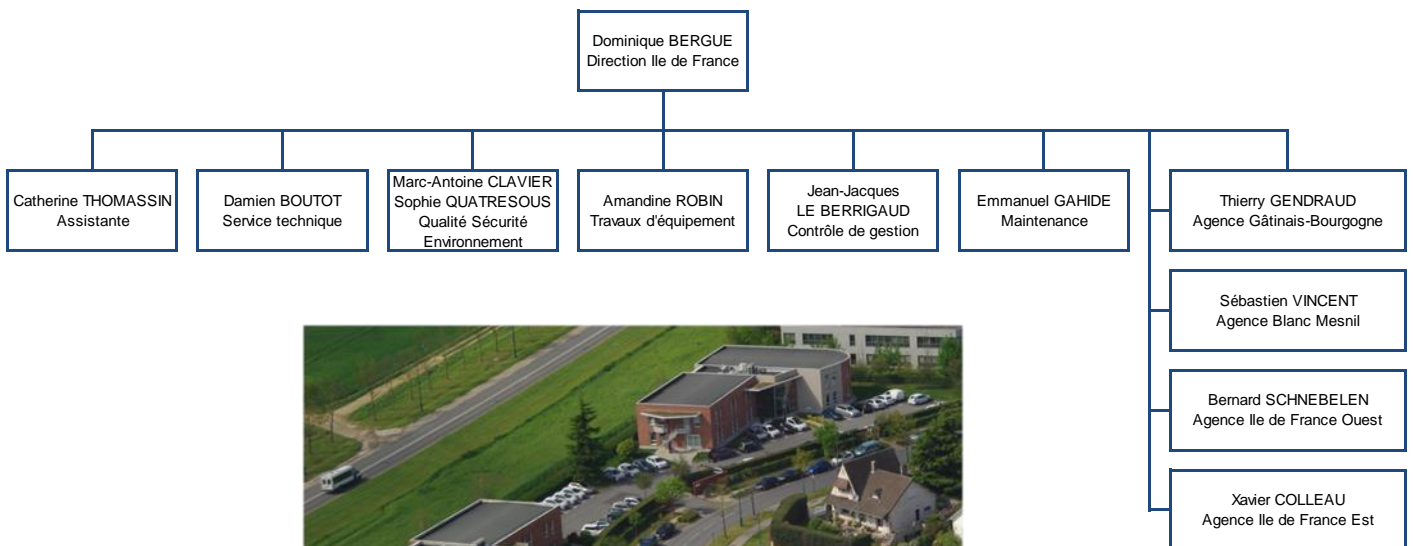 Dominique BERGUE
Direction Ile de France
Catherine THOMASSIN
Assistante
Damien BOUTOT
Service technique
Marc-Antoine CLAVIER
Sophie QUATRESOUS
Qualité Sécurité
Environnement
Amandine ROBIN
Travaux d'équipement
Jean-Jacques
LE BERRIGAUD
Contrôle de gestion
Emmanuel GAHIDE
Maintenance
Thierry GENDRAUD
Agence Gâtinais-Bourgogne
Sébastien VINCENT
Agence Blanc Mesnil
Bernard SCHNEBELEN
Agence Ile de France Ouest
Xavier COLLEAU
Agence Ile de France Est